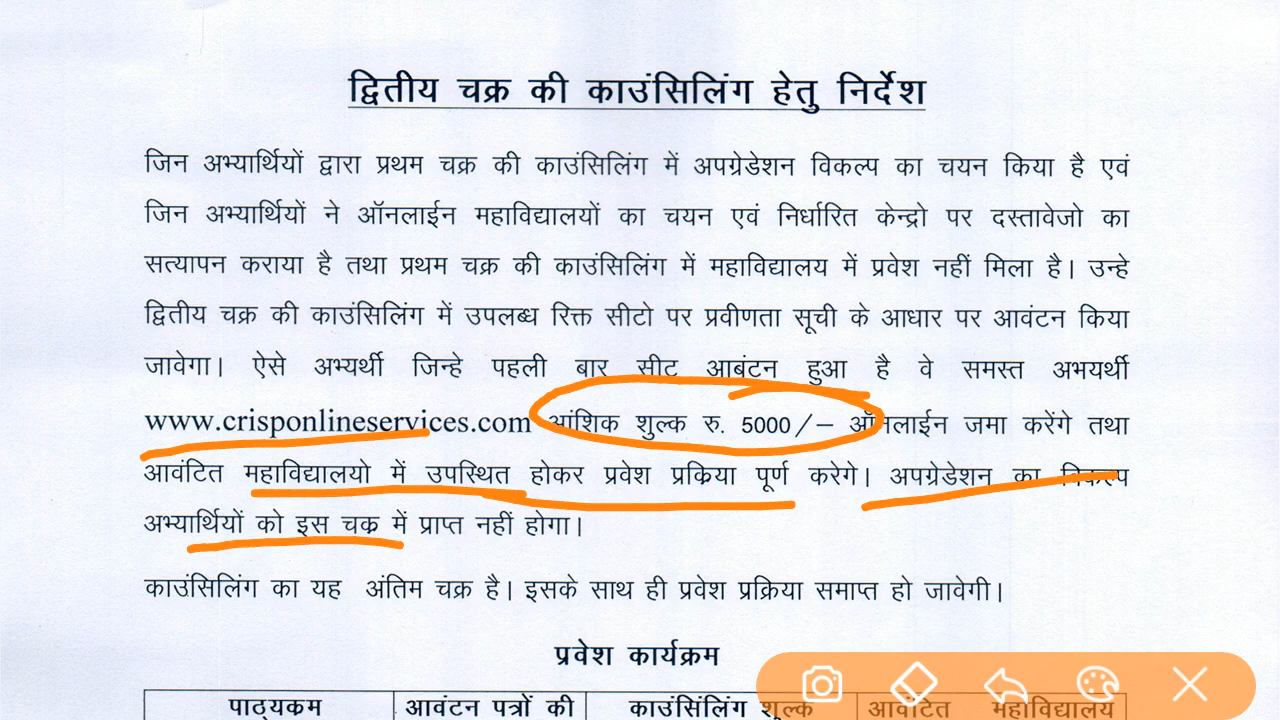 द्वितीय चक्र की काउंसिलिंग हेतु निर्देश
जिन अभ्यार्थियों द्वारा प्रथम चक्र की काउंसिलिंग में अपग्रेडेशन विकल्प का चयन किया है एवं
जिन अभ्यार्थियों ने ऑनलाईन महाविद्यालयों का चयन एवं निर्धारित केन्द्रो पर दस्तावेजो का
सत्यापन कराया है तथा प्रथम चक्र की काउंसिलिंग में महाविद्यालय में प्रवेश नहीं मिला है। उन्हे
द्वितीय चक्र की काउंसिलिंग में उपलब्ध रिक्त सीटो पर प्रवीणता सूची के आधार पर आवंटन किया
जावेगा। ऐसे अभ्यर्थी जिन्हे पहली बार सीट आबंटन हुआ है वे समस्त अभयर्थी
www.crisponlineservices.com आंशिक शुल्क रु. 5000/– ऑनलाईन जमा करेंगे तथा
आवंटित महाविद्यालयो में उपस्थित होकर प्रवेश प्रक्रिया पूर्ण करेगे। अपग्रेडेशन का विकल्प
अभ्यार्थियों को इस चक्र में प्राप्त नहीं होगा।
काउंसिलिंग का यह अंतिम चक्र है। इसके साथ ही प्रवेश प्रक्रिया समाप्त हो जावेगी।
प्रवेश कार्यक्रम
पाठ्यक्रम आवंटन पत्रों की काउंसिंलिंग शुल्क आवंटित महाविद्यालय